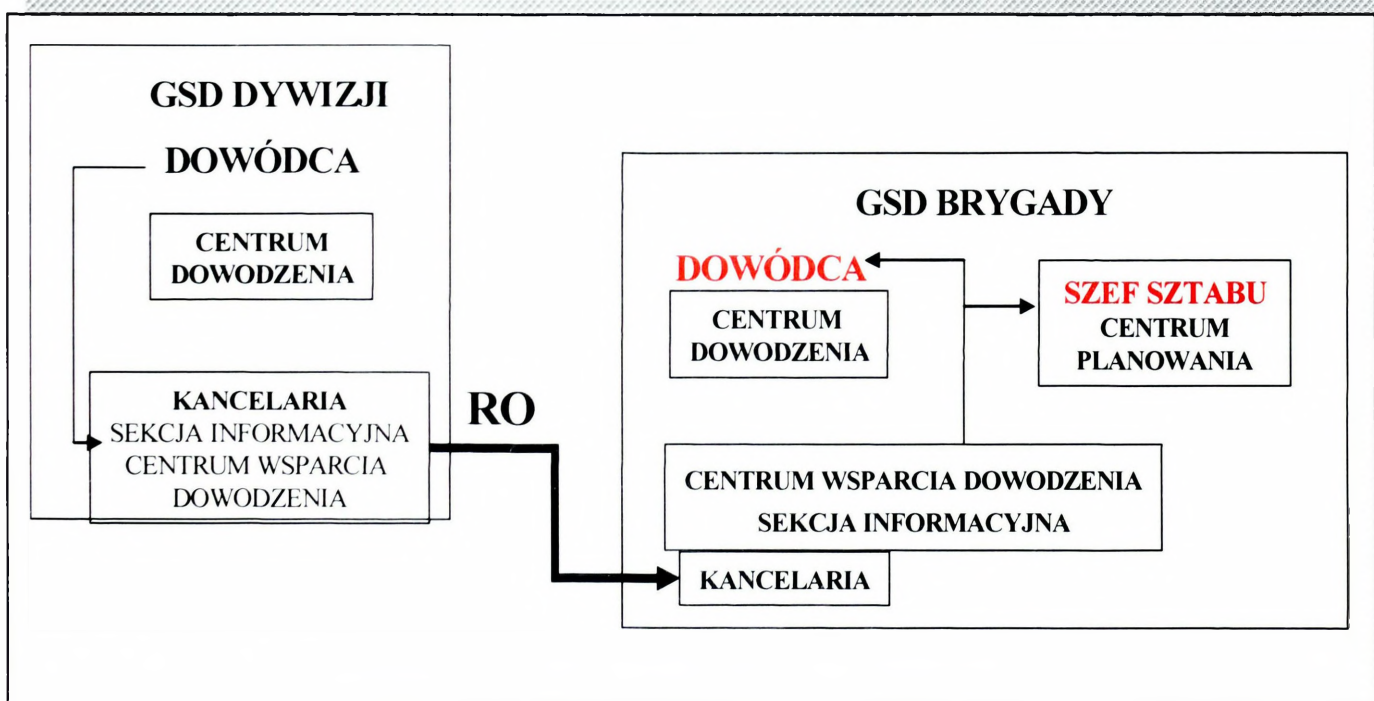 GSD DYWIZJI
DOWÓDCA
CENTRUM
DOWODZENIA
KANCELARIA
SEKCJA INFORMACYJNA
CENTRUM WSPARCIA
DOWODZENIA
RO
GSD BRYGADY
DOWÓDCA
CENTRUM
DOWODZENIA
SZEF SZTABU
CENTRUM
PLANOWANIA
CENTRUM WSPARCIA DOWODZENIA
SEKCJA INFORMACYJNA
KANCELARIA